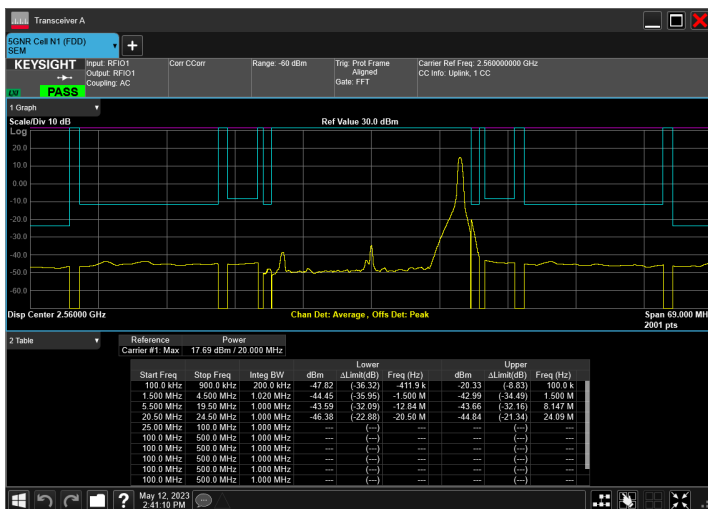 Transceiver A
5GNR Cell N1 (FDD)
SEM
KEYSIGHT
LXI
PASS
Input: RFIO1
Output: RFIO1
Coupling: AC
Corr CCorr
Range: -60 dBm
Trig: Prot Frame
Aligned
Gate: FFT
Carrier Ref Freq: 2.560000000 GHz
CC Info: Uplink, 1 CC
1 Graph
Scale/Div 10 dB
Ref Value 30.0 dBm
Log
20.0
10.0
0.00
-10.0
-20.0
-30.0
-40.0
-50.0
-60.0
Disp Center 2.56000 GHz
Chan Det: Average, Offs Det: Peak
Span 69.000 MH
2001 pts
2 Table
Reference Power
Carrier #1: Max 17.69 dBm / 20.000 MHz
Lower Upper
Start Freq Stop Freq Integ BW dBm ΔLimit(dB) Freq (Hz) dBm ΔLimit(dB) Freq (Hz)
100.0 kHz 900.0 kHz 200.0 kHz -47.82 (-36.32) -411.9 k -20.33 (-8.83) 100.0 k
1.500 MHz 4.500 MHz 1.020 MHz -44.45 (-35.95) -1.500 M -42.99 (-34.49) 1.500 M
5.500 MHz 19.50 MHz 1.000 MHz -43.59 (-32.09) -12.84 M -43.66 (-32.16) 8.147 M
20.50 MHz 24.50 MHz 1.000 MHz -46.38 (-22.88) -20.50 M -44.84 (-21.34) 24.09 M
25.00 MHz 100.0 MHz 1.000 MHz --- (---) --- --- (---) ---
100.0 MHz 500.0 MHz 1.000 MHz --- (---) --- --- (---) ---
100.0 MHz 500.0 MHz 1.000 MHz --- (---) --- --- (---) ---
100.0 MHz 500.0 MHz 1.000 MHz --- (---) --- --- (---) ---
100.0 MHz 500.0 MHz 1.000 MHz --- (---) --- --- (---) ---
100.0 MHz 500.0 MHz 1.000 MHz --- (---) --- --- (---) ---
May 12, 2023
2:41:10 PM